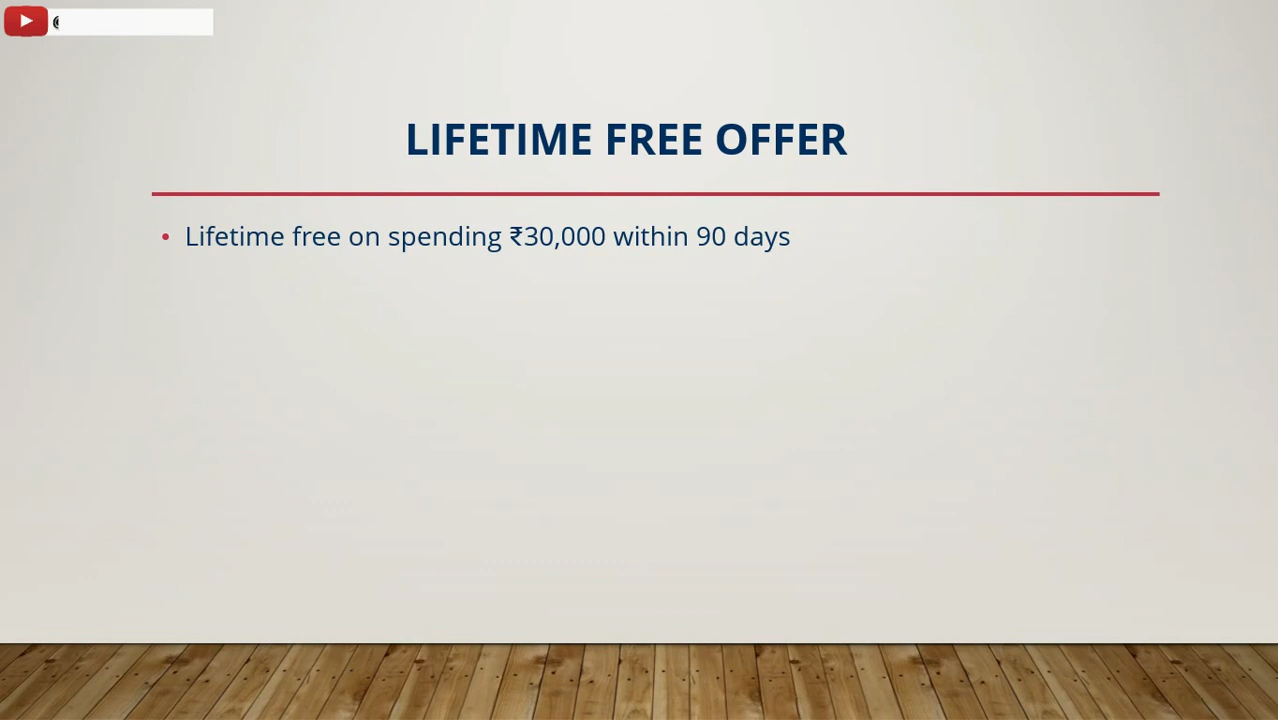 LIFETIME FREE OFFER
• Lifetime free on spending ₹30,000 within 90 days